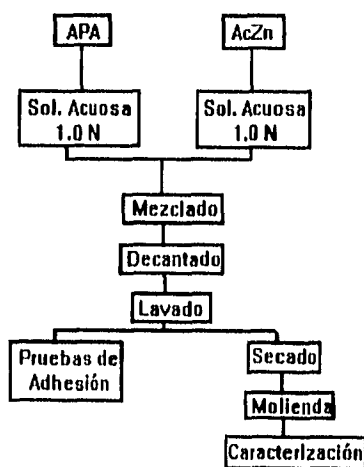 APA
AcZn
Sol. Acuosa
1.0 N
Sol. Acuosa
1.0 N
Mezclado
Decantado
Lavado
Pruebas de
Adhesión
Secado
Molienda
Caracterización